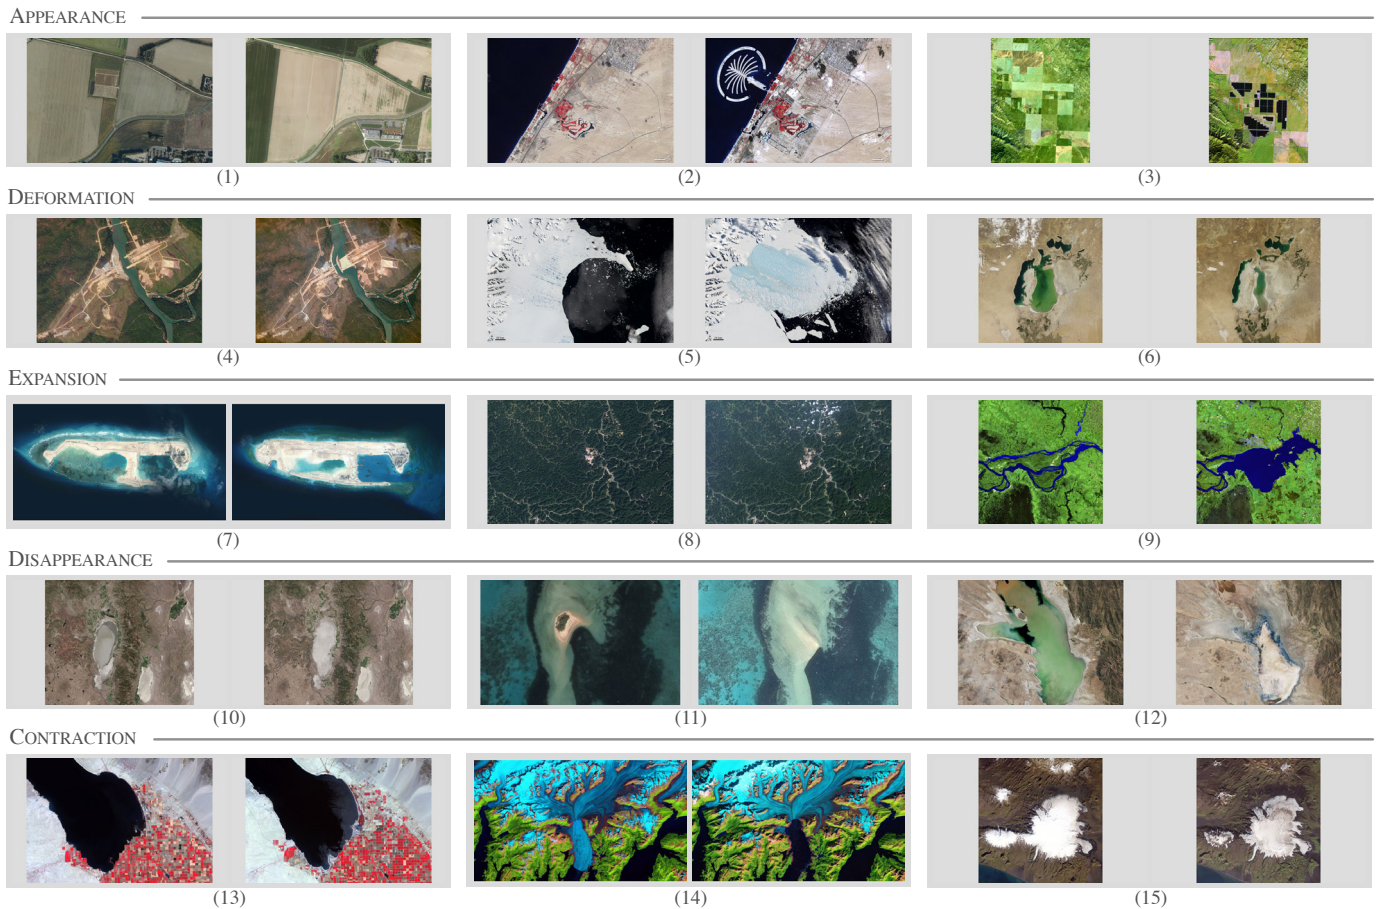 APPEARANCE
(1) (2) (3)
DEFORMATION
(4) (5) (6)
EXPANSION
(7) (8) (9)
DISAPPEARANCE
(10) (11) (12)
CONTRACTION
(13) (14) (15)